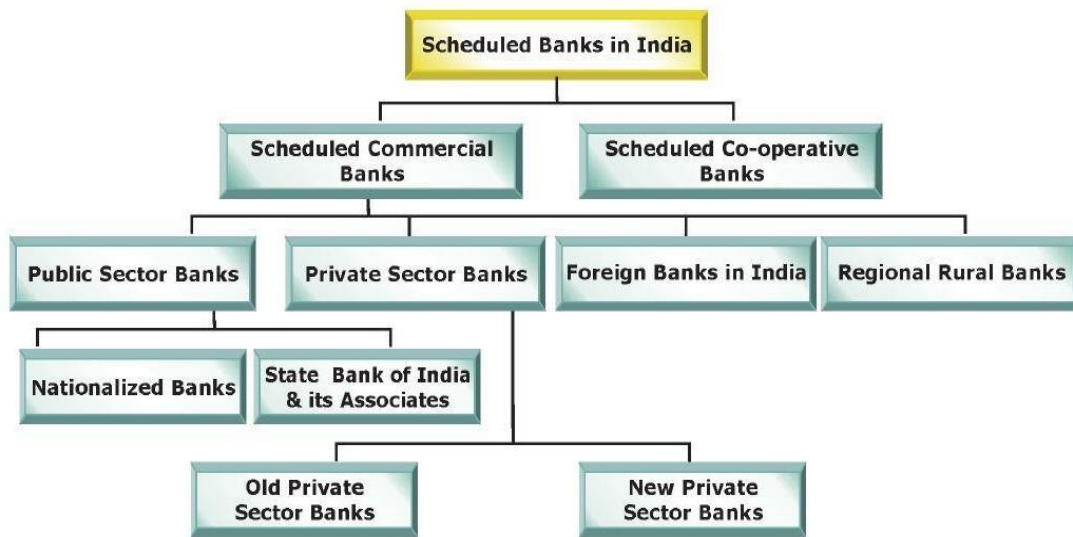 Scheduled Banks in India
Scheduled Commercial
Banks
Scheduled Co-operative
Banks
Public Sector Banks
Private Sector Banks
Foreign Banks in India
Regional Rural Banks
Nationalized Banks
State Bank of India
& its Associates
Old Private
Sector Banks
New Private
Sector Banks